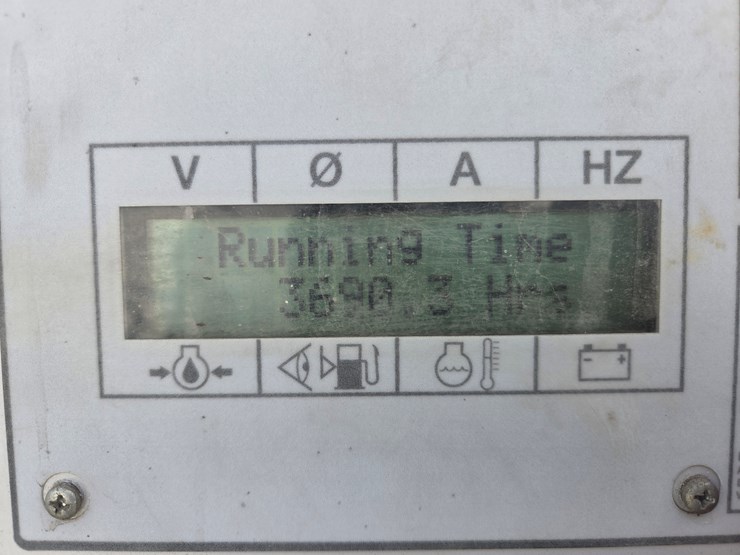 V Ø A HZ
Running Time
3690.3 Hrs
- +